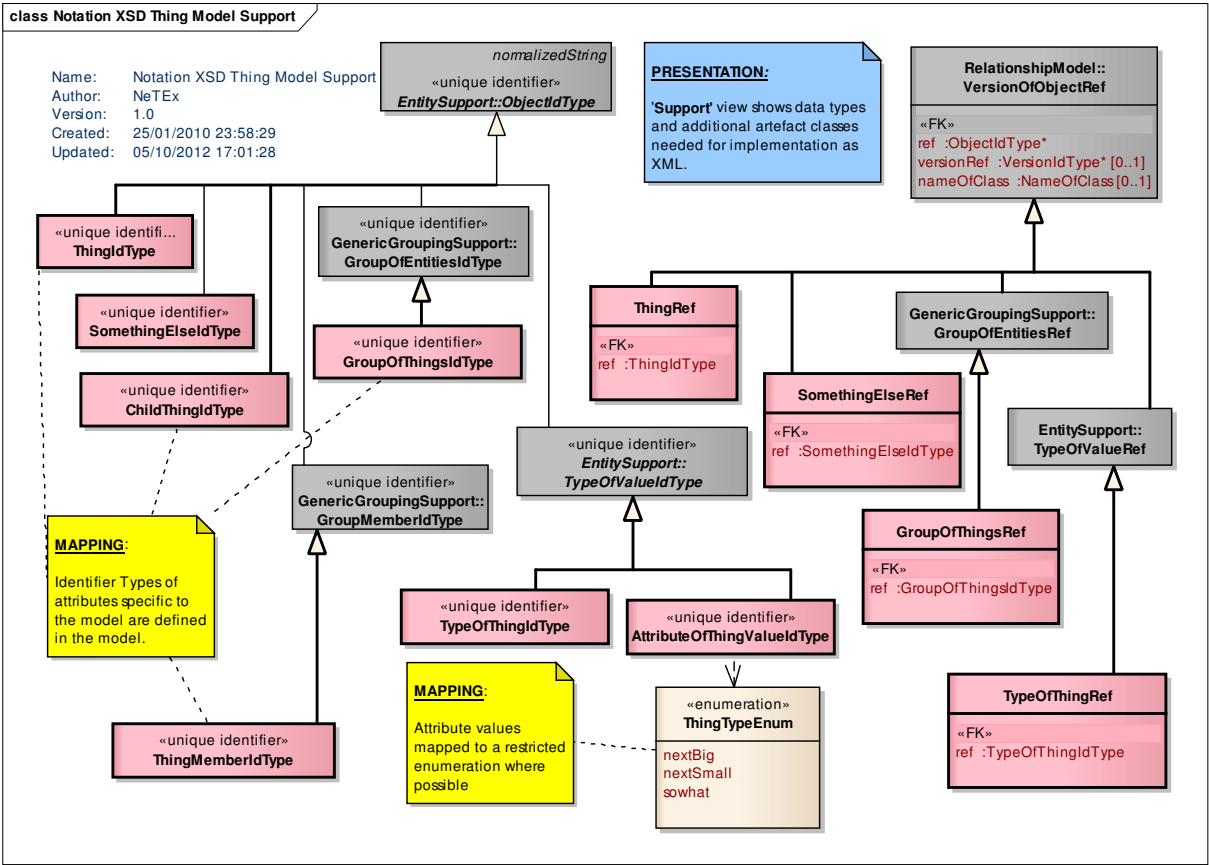 class Notation XSD Thing Model Support
Name: Notation XSD Thing Model Support
Author: NeTEx
Version: 1.0
Created: 25/01/2010 23:58:29
Updated: 05/10/2012 17:01:28
normalizedString
«unique identifier»
EntitySupport::ObjectIdType
PRESENTATION:
'Support' view shows data types
and additional artefact classes
needed for implementation as
XML.
RelationshipModel::
VersionOfObjectRef
«FK»
ref :ObjectIdType*
versionRef :VersionIdType* [0..1]
nameOfClass :NameOfClass [0..1]
«unique identifi...
ThingIdType
«unique identifier»
GenericGroupingSupport::
GroupOfEntitiesIdType
«unique identifier»
SomethingElseIdType
«unique identifier»
GroupOfThingsIdType
«unique identifier»
ChildThingIdType
ThingRef
«FK»
ref :ThingIdType
GenericGroupingSupport::
GroupOfEntitiesRef
SomethingElseRef
«FK»
ref :SomethingElseIdType
EntitySupport::
TypeOfValueRef
«unique identifier»
EntitySupport::
TypeOfValueIdType
«unique identifier»
GenericGroupingSupport::
GroupMemberIdType
MAPPING:
Identifier Types of
attributes specific to
the model are defined
in the model.
GroupOfThingsRef
«FK»
ref :GroupOfThingsIdType
«unique identifier»
TypeOfThingIdType
«unique identifier»
AttributeOfThingValueIdType
MAPPING:
Attribute values
mapped to a restricted
enumeration where
possible
«enumeration»
ThingTypeEnum
nextBig
nextSmall
sowhat
TypeOfThingRef
«FK»
ref :TypeOfThingIdType
«unique identifier»
ThingMemberIdType